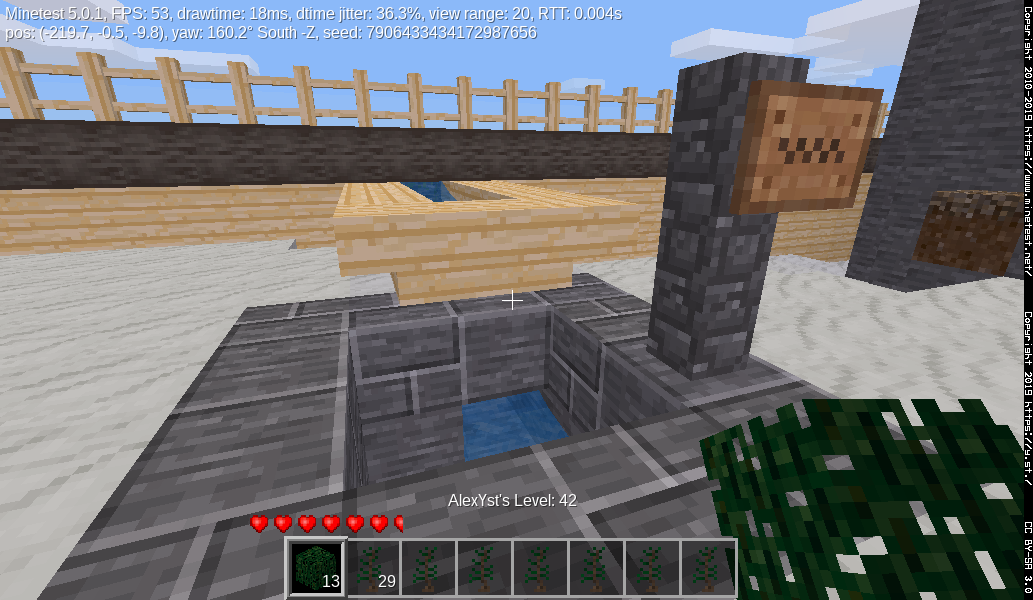 Minetest 5.0.1, FPS: 53, drawtime: 18ms, dtime jitter: 36.3%, view range: 20, RTT: 0.004s
pos: (-219.7, -0.5, -9.8), yaw: 160.2° South -Z, seed: 7906433434172987656
AlexYst's Level: 42
13
29
Copyright 2010-2019 https://www.minetest.net/
Copyright 2019 https://y.st./
CC BY-SA 3.0